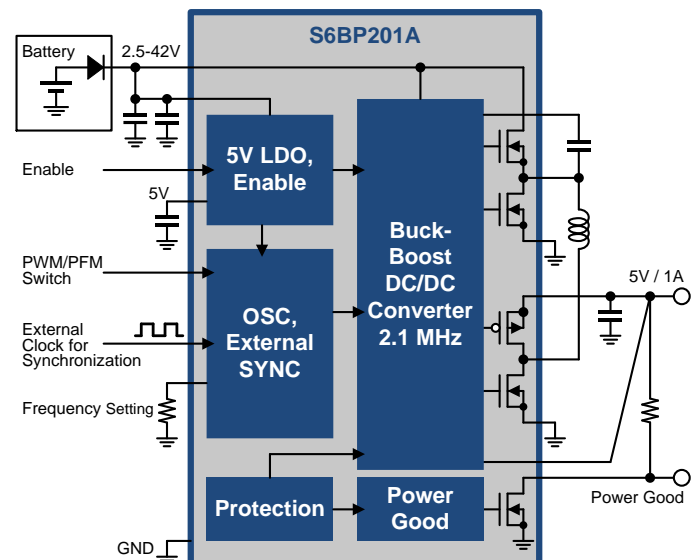 S6BP201A
Battery
2.5-42V
5V LDO,
Enable
Enable
5V
Buck-
Boost
DC/DC
Converter
2.1 MHz
PWM/PFM
Switch
5V / 1A
OSC,
External
SYNC
External
Clock for
Synchronization
Frequency Setting
Protection
Power
Good
Power Good
GND